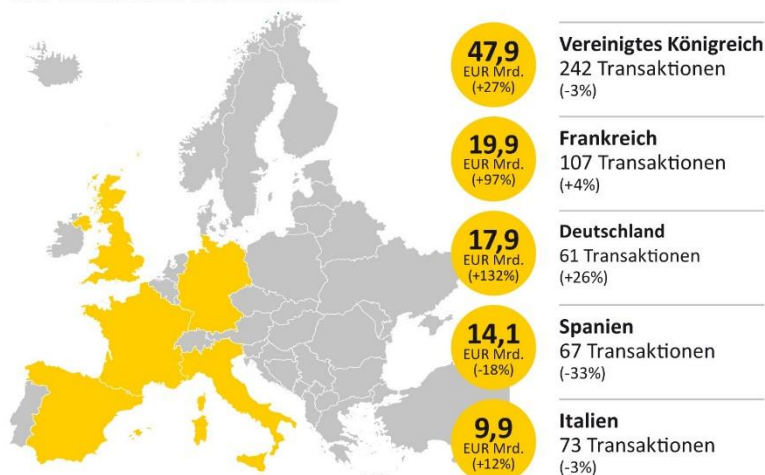 47,9
EUR Mrd.
(+27%)
Vereinigtes Königreich
242 Transaktionen
(-3%)
19,9
EUR Mrd.
(+97%)
Frankreich
107 Transaktionen
(+4%)
17,9
EUR Mrd.
(+132%)
Deutschland
61 Transaktionen
(+26%)
14,1
EUR Mrd.
(-18%)
Spanien
67 Transaktionen
(-33%)
9,9
EUR Mrd.
(+12%)
Italien
73 Transaktionen
(-3%)